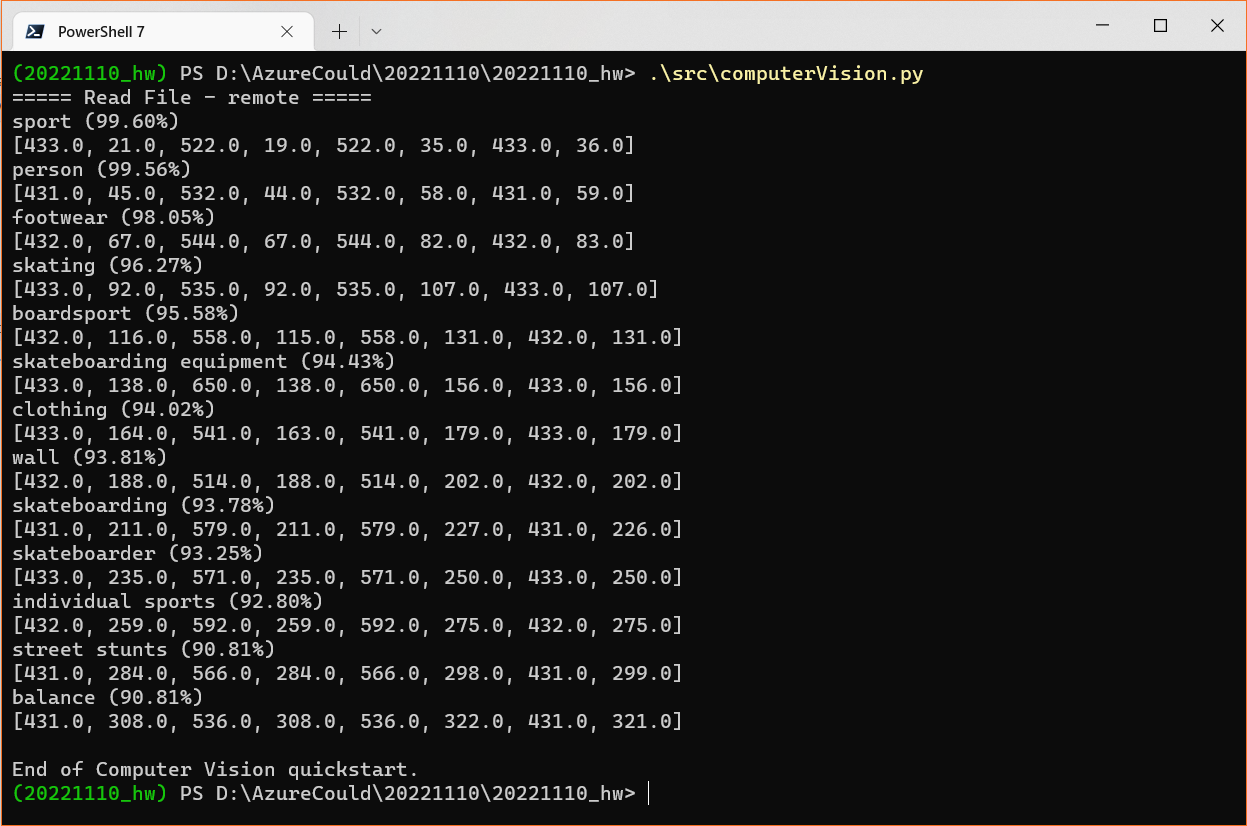 PowerShell 7
(20221110_hw) PS D:\AzureCould\20221110\20221110_hw> .\src\computerVision.py
===== Read File - remote =====
sport (99.60%)
[433.0, 21.0, 522.0, 19.0, 522.0, 35.0, 433.0, 36.0]
person (99.56%)
[431.0, 45.0, 532.0, 44.0, 532.0, 58.0, 431.0, 59.0]
footwear (98.05%)
[432.0, 67.0, 544.0, 67.0, 544.0, 82.0, 432.0, 83.0]
skating (96.27%)
[433.0, 92.0, 535.0, 92.0, 535.0, 107.0, 433.0, 107.0]
boardsport (95.58%)
[432.0, 116.0, 558.0, 115.0, 558.0, 131.0, 432.0, 131.0]
skateboarding equipment (94.43%)
[433.0, 138.0, 650.0, 138.0, 650.0, 156.0, 433.0, 156.0]
clothing (94.02%)
[433.0, 164.0, 541.0, 163.0, 541.0, 179.0, 433.0, 179.0]
wall (93.81%)
[432.0, 188.0, 514.0, 188.0, 514.0, 202.0, 432.0, 202.0]
skateboarding (93.78%)
[431.0, 211.0, 579.0, 211.0, 579.0, 227.0, 431.0, 226.0]
skateboarder (93.25%)
[433.0, 235.0, 571.0, 235.0, 571.0, 250.0, 433.0, 250.0]
individual sports (92.80%)
[432.0, 259.0, 592.0, 259.0, 592.0, 275.0, 432.0, 275.0]
street stunts (90.81%)
[431.0, 284.0, 566.0, 284.0, 566.0, 298.0, 431.0, 299.0]
balance (90.81%)
[431.0, 308.0, 536.0, 308.0, 536.0, 322.0, 431.0, 321.0]
End of Computer Vision quickstart.
(20221110_hw) PS D:\AzureCould\20221110\20221110_hw>